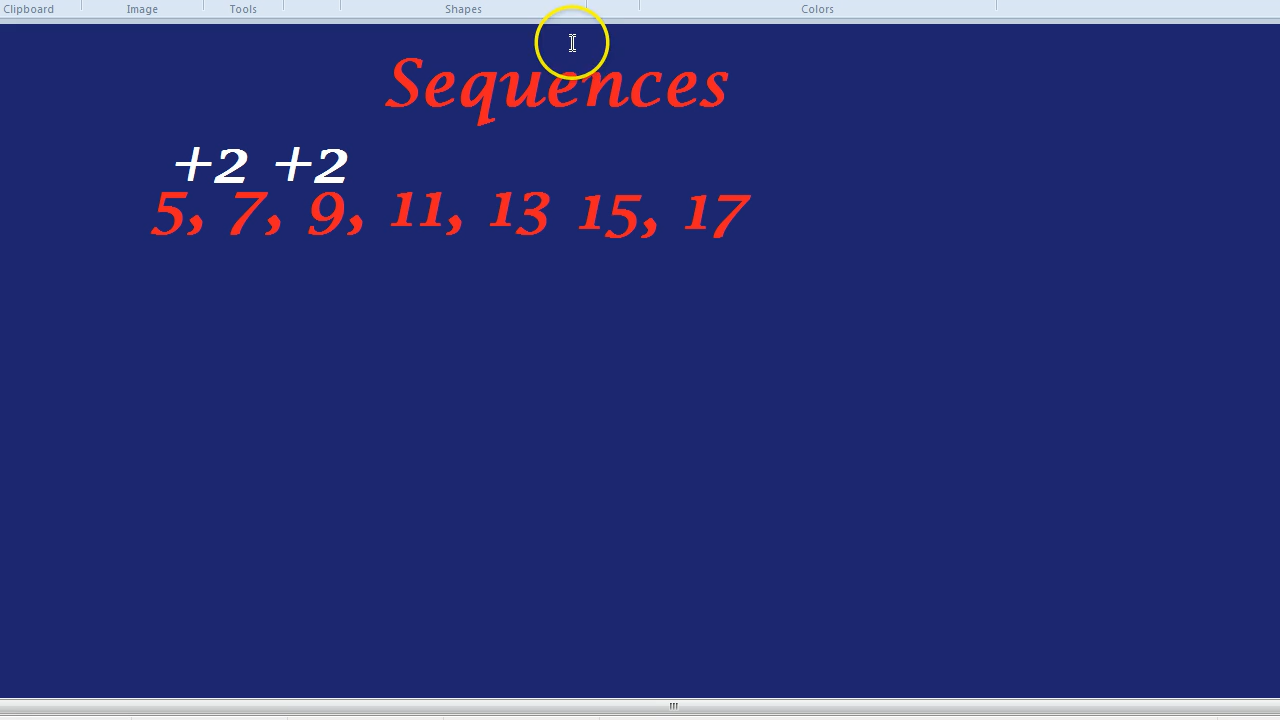 Clipboard Image Tools Shapes Colors
Sequences
+2 +2
5, 7, 9, 11, 13 15, 17